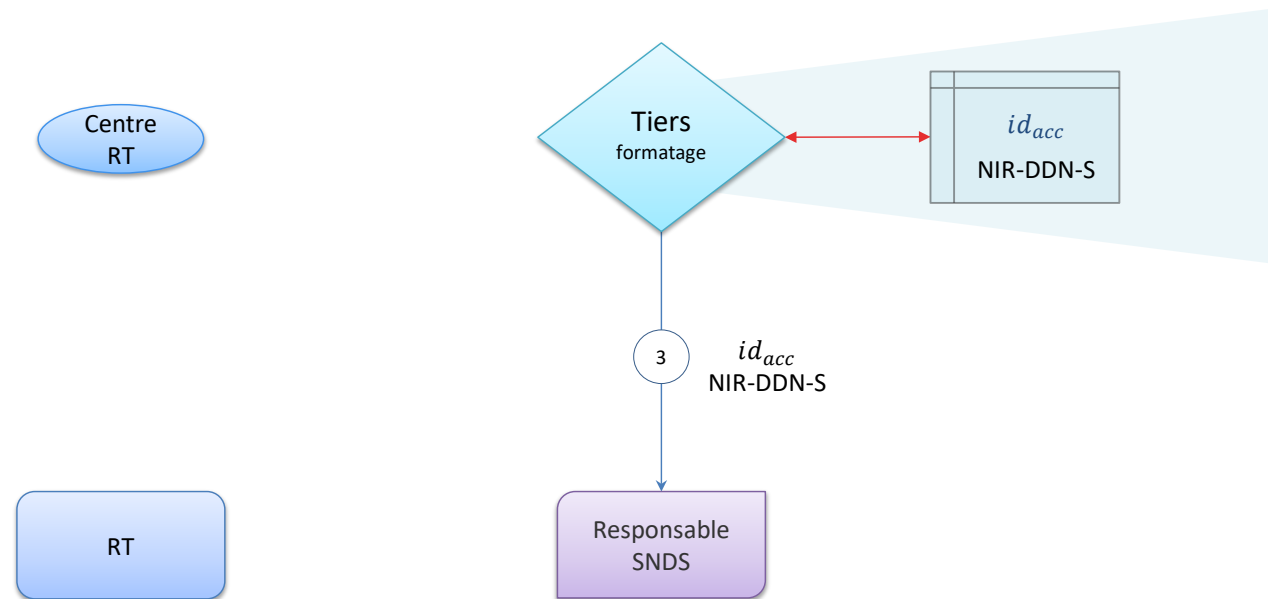 Centre
RT
Tiers
formatage
id_acc
NIR-DDN-S
3
id_acc
NIR-DDN-S
RT
Responsable
SNDS